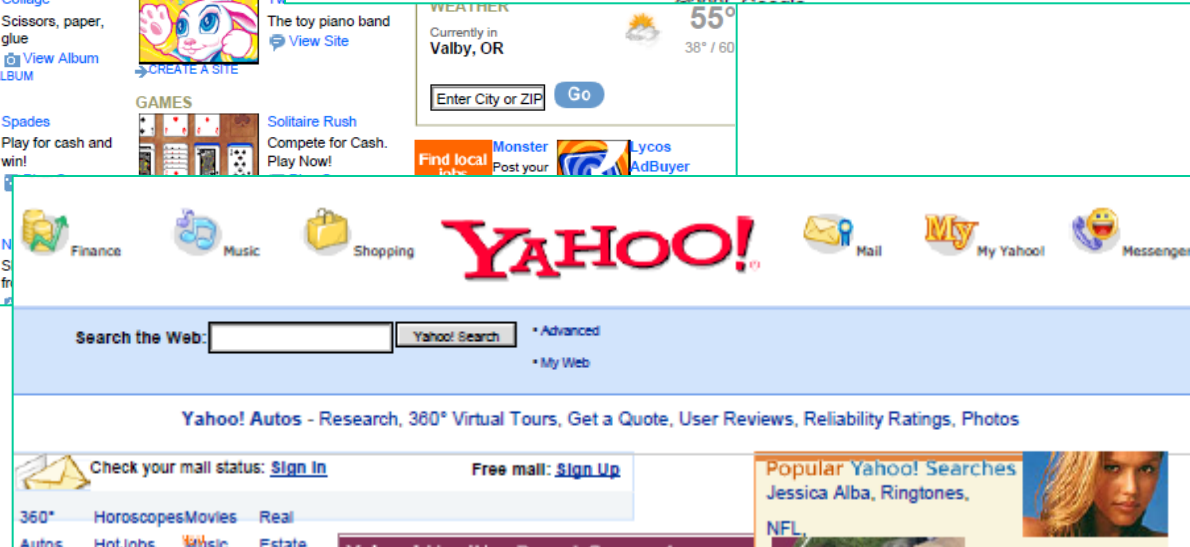 Collage
Scissors, paper,
glue
View Album
LBUM
The toy piano band
View Site
CREATE A SITE
WEATHER
Currently in
Valby, OR
55°
38° / 60
Enter City or ZIP
Go
GAMES
Spades
Play for cash and
win!
Solitaire Rush
Compete for Cash.
Play Now!
Find local
jobs
Monster
Post your
Lycos
AdBuyer
Finance
Music
Shopping
YAHOO!
Mail
My
My Yahoo!
Messenger
Search the Web:
Yahoo! Search
• Advanced
• My Web
Yahoo! Autos - Research, 360° Virtual Tours, Get a Quote, User Reviews, Reliability Ratings, Photos
Check your mail status: Sign In
Free mail: Sign Up
Popular Yahoo! Searches
Jessica Alba, Ringtones,
NFL,
360° Horoscopes Movies Real
Autos HotJobs Music Estate